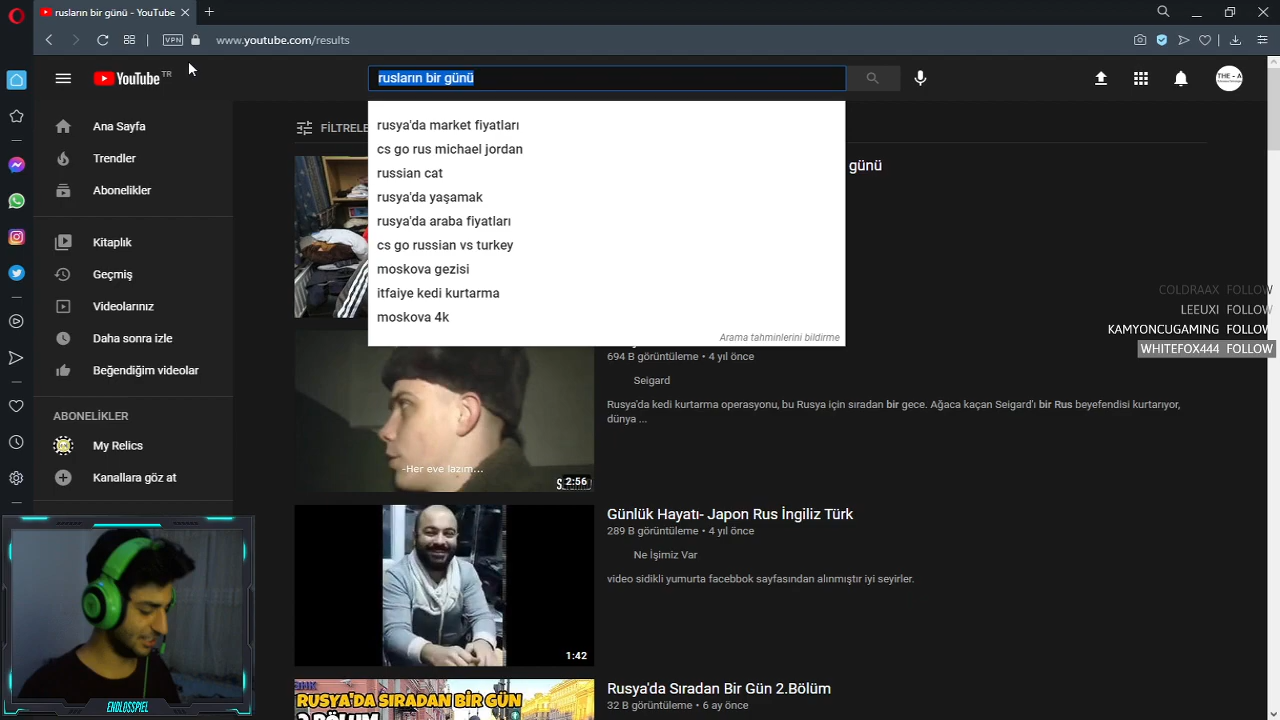 rusların bir günü - YouTube
VPN
www.youtube.com/results
YouTube TR
rusların bir günü
THE - A
rusya'da market fiyatları
cs go rus michael jordan
russian cat
rusya'da yaşamak
rusya'da araba fiyatları
cs go russian vs turkey
moskova gezisi
itfaiye kedi kurtarma
moskova 4k
Arama tahminlerini bildirme
Ana Sayfa
Trendler
Abonelikler
Kitaplık
Geçmiş
Videolarınız
Daha sonra izle
Beğendiğim videolar
ABONELİKLER
My Relics
Kanallara göz at
FİLTRELE
günü
COLDRAAX FOLLOW
LEEUXI FOLLOW
KAMYONCUGAMING FOLLOW
WHITEFOX444 FOLLOW
694 B görüntüleme • 4 yıl önce
Seigard
Rusya'da kedi kurtarma operasyonu, bu Rusya için sıradan bir gece. Ağaca kaçan Seigard'ı bir Rus beyefendisi kurtarıyor,
dünya ...
-Her eve lazım...
2:56
Günlük Hayatı- Japon Rus İngiliz Türk
289 B görüntüleme • 4 yıl önce
Ne İşimiz Var
video sidikli yumurta facebbok sayfasından alınmıştır iyi seyirler.
1:42
Rusya'da Sıradan Bir Gün 2.Bölüm
32 B görüntüleme • 6 ay önce
RUSYA'DA SIRADAN BİR GÜN
2.BÖLÜM
ENDLOSSPIEL